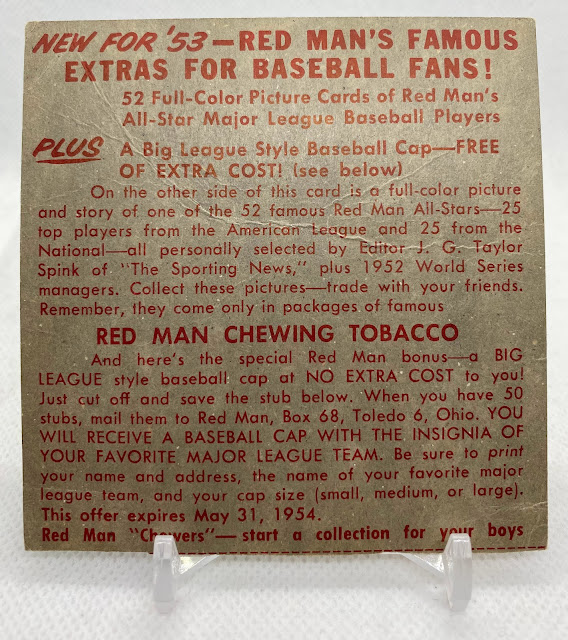 NEW FOR '53—RED MAN'S FAMOUS
EXTRAS FOR BASEBALL FANS!
52 Full-Color Picture Cards of Red Man's
All-Star Major League Baseball Players
PLUS A Big League Style Baseball Cap—FREE
OF EXTRA COST! (see below)
On the other side of this card is a full-color picture
and story of one of the 52 famous Red Man All-Stars—25
top players from the American League and 25 from the
National—all personally selected by Editor J. G. Taylor
Spink of "The Sporting News," plus 1952 World Series
managers. Collect these pictures—trade with your friends.
Remember, they come only in packages of famous
RED MAN CHEWING TOBACCO
And here's the special Red Man bonus—a BIG
LEAGUE style baseball cap at NO EXTRA COST to you!
Just cut off and save the stub below. When you have 50
stubs, mail them to Red Man, Box 68, Toledo 6, Ohio. YOU
WILL RECEIVE A BASEBALL CAP WITH THE INSIGNIA OF
YOUR FAVORITE MAJOR LEAGUE TEAM. Be sure to print
your name and address, the name of your favorite major
league team, and your cap size (small, medium, or large).
This offer expires May 31, 1954.
Red Man "Chewers"—start a collection for your boys